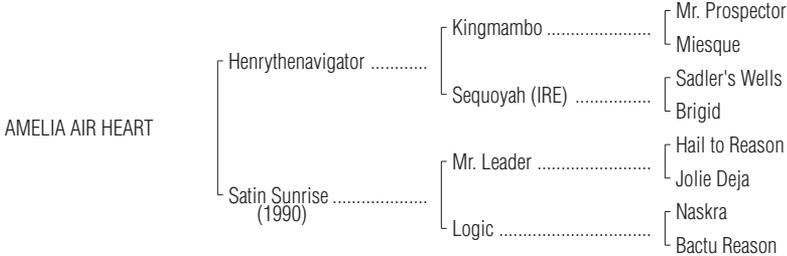 Mr. Prospector
Kingmambo ......................
Miesque
Henrythenavigator ............
Sadler's Wells
Sequoyah (IRE) ................
Brigid
AMELIA AIR HEART
Hail to Reason
Mr. Leader ........................
Jolie Deja
Satin Sunrise ....................
(1990)
Naskra
Logic ................................
Bactu Reason